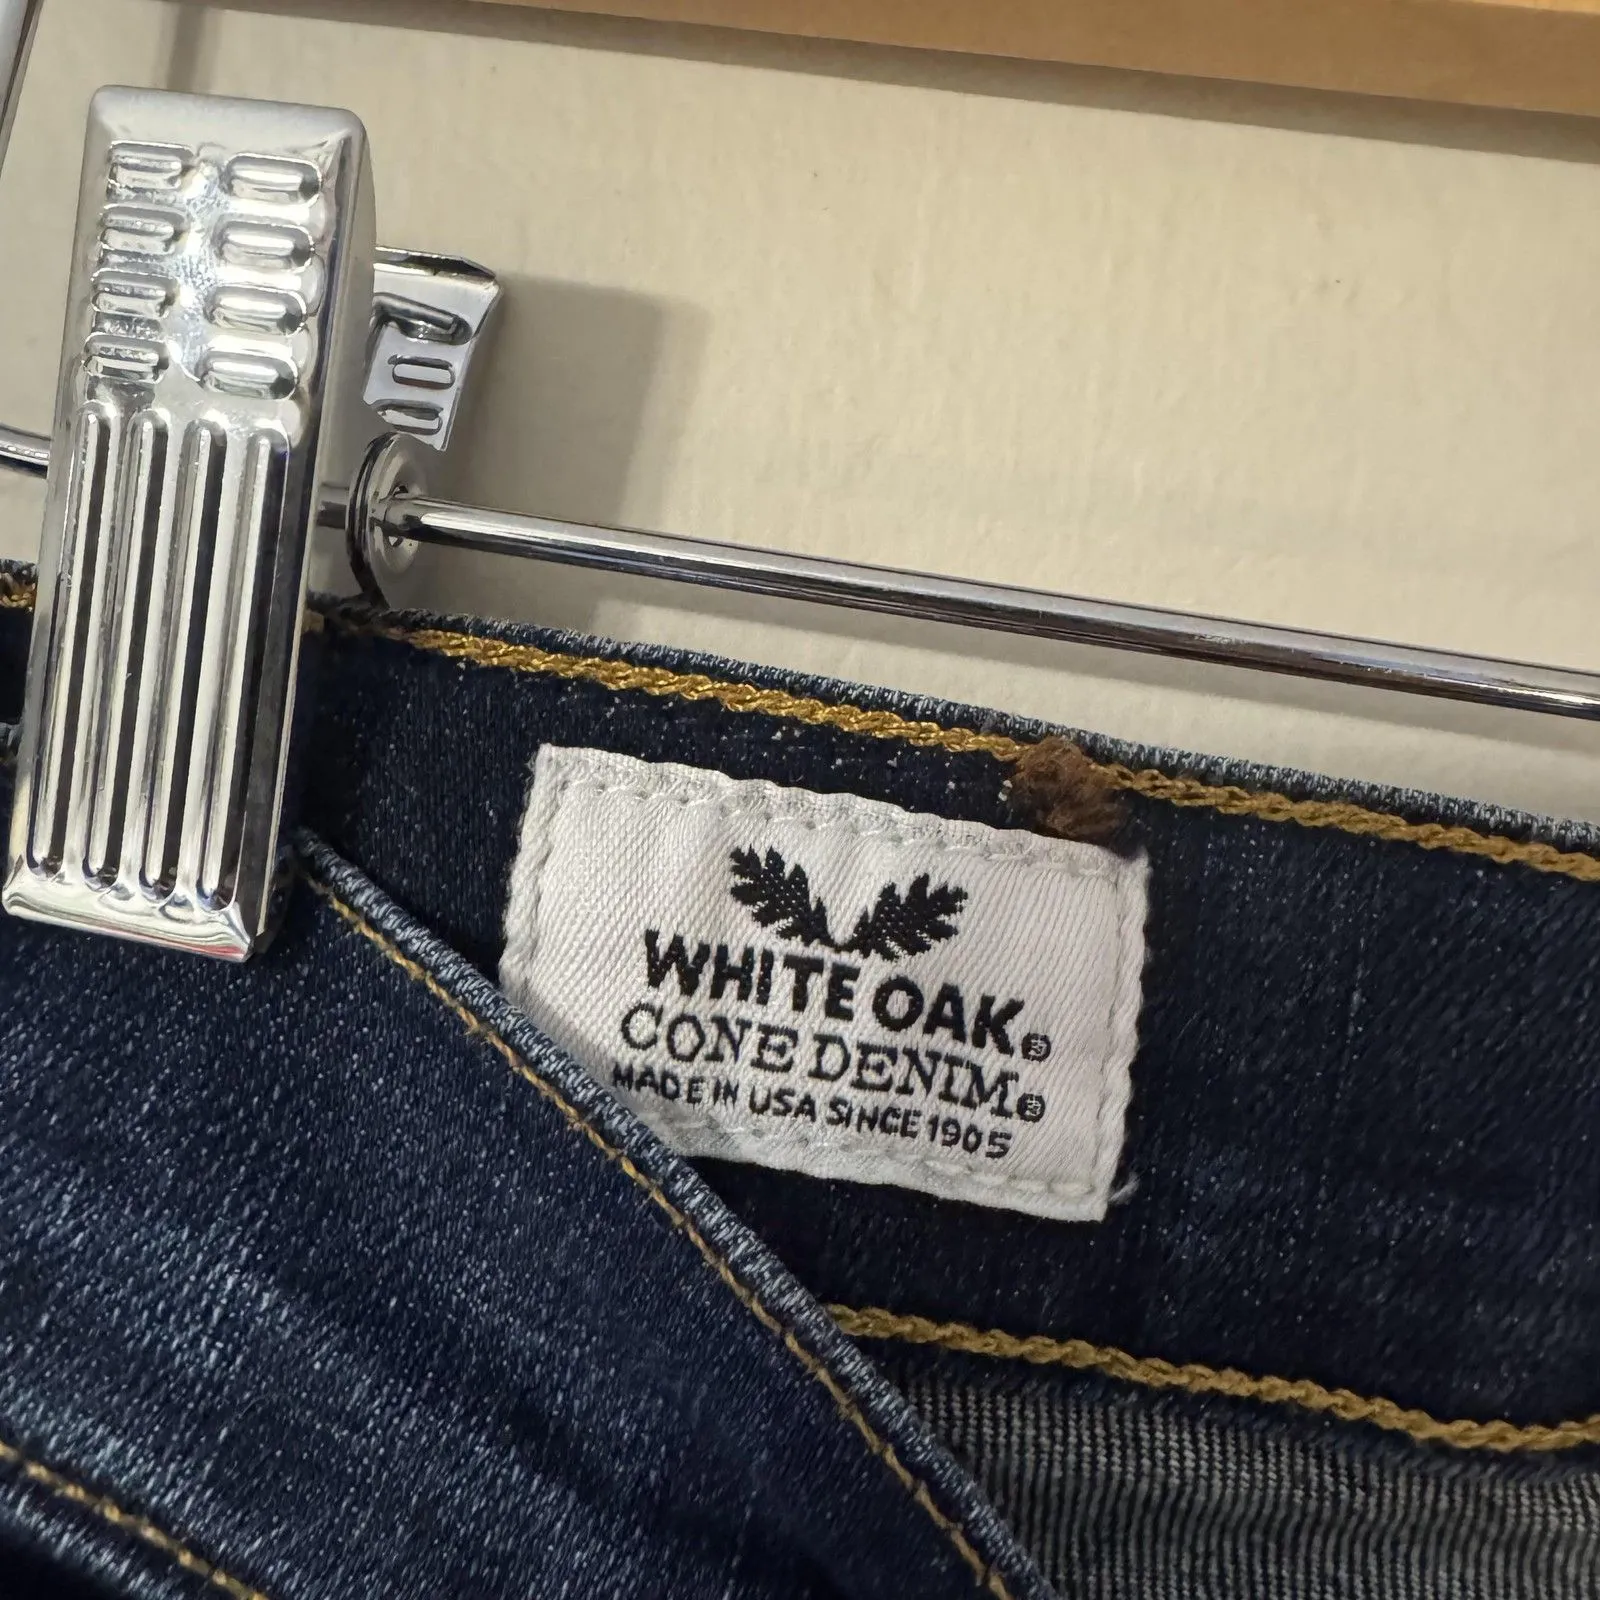 WHITE OAK®
CONE DENIM®
MADE IN USA SINCE 1905